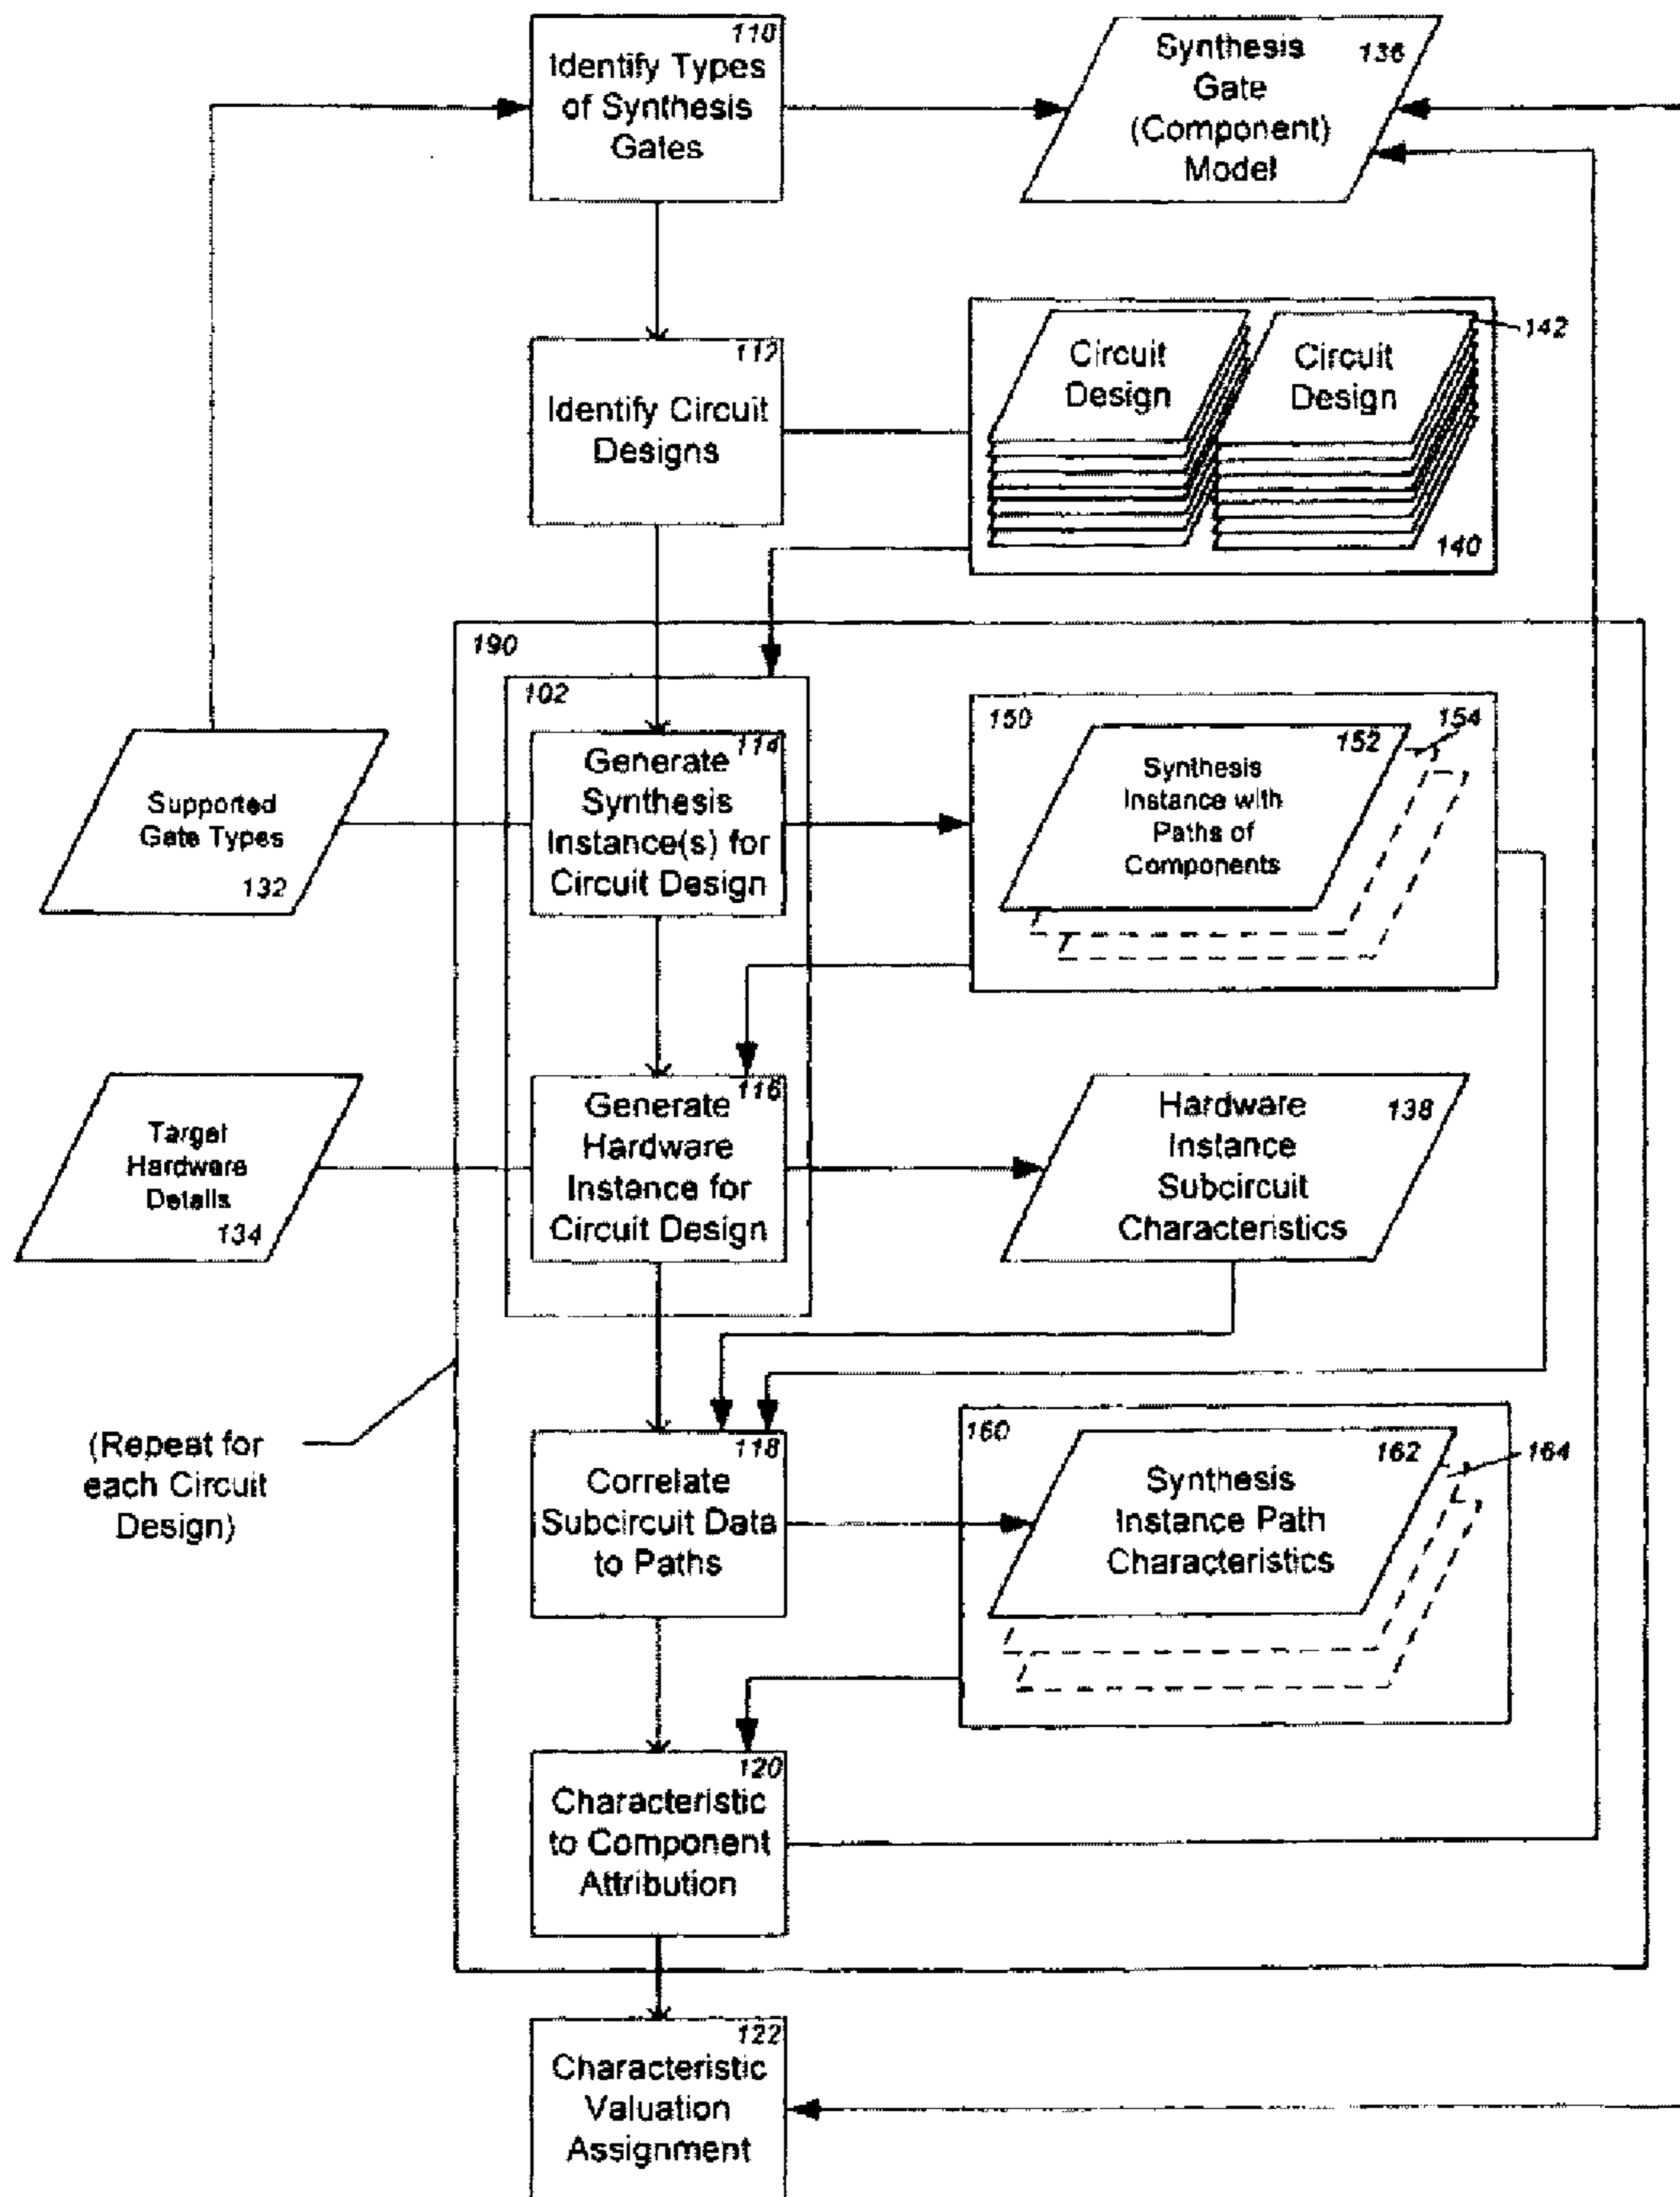 110
Identify Types
of Synthesis
Gates
Synthesis
Gate
(Component)
Model
136
112
Identify Circuit
Designs
Circuit
Design
Circuit
Design
142
140
190
102
114
Generate
Synthesis
Instance(s) for
Circuit Design
150
152
154
Synthesis
Instance with
Paths of
Components
Supported
Gate Types
132
116
Generate
Hardware
Instance for
Circuit Design
Hardware
Instance
Subcircuit
Characteristics
138
Target
Hardware
Details
134
(Repeat for
each Circuit
Design)
118
Correlate
Subcircuit Data
to Paths
160
162
164
Synthesis
Instance Path
Characteristics
120
Characteristic
to Component
Attribution
122
Characteristic
Valuation
Assignment